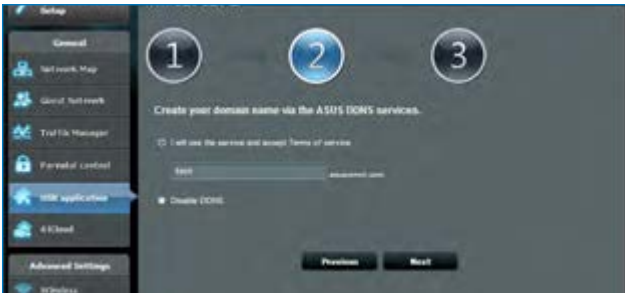 Setup
General
Network Map
Guest Network
Traffic Manager
Parental control
USB application
AiCloud
Advanced Settings
Wireless
1
2
3
Create your domain name via the ASUS DDNS services.
I will use the service and accept Terms of service
.asuscomm.com
Disable DDNS.
Previous
Next